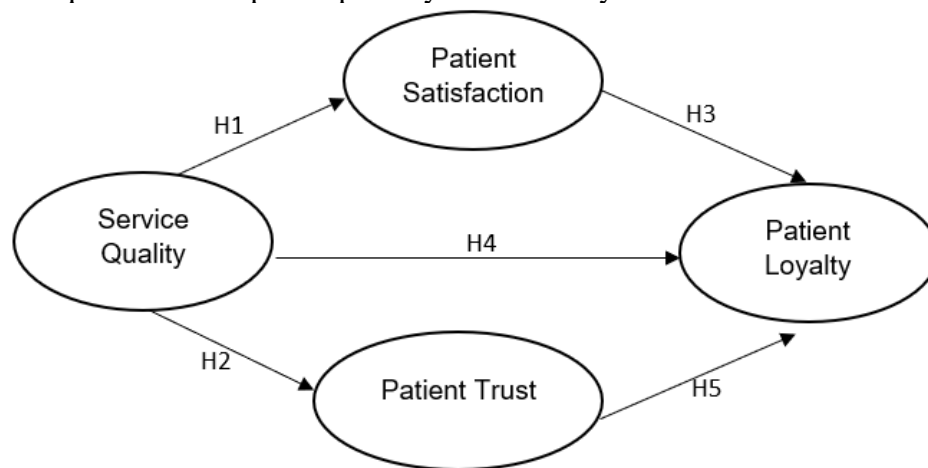 Patient
Satisfaction
H1
H3
Service
Quality
H4
Patient
Loyalty
H2
Patient Trust
H5